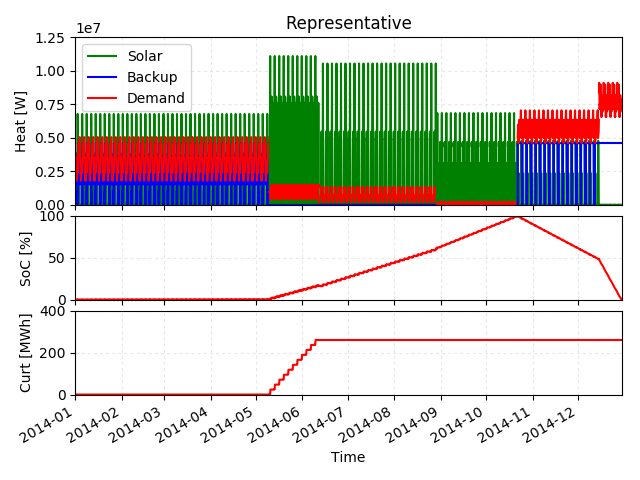 Representative
1e7
1.25
1.00
0.75
0.50
0.25
0.00
Heat [W]
Solar
Backup
Demand
100
50
0
SoC [%]
400
200
0
Curt [MWh]
2014-01
2014-02
2014-03
2014-04
2014-05
2014-06
2014-07
2014-08
2014-09
2014-10
2014-11
2014-12
Time